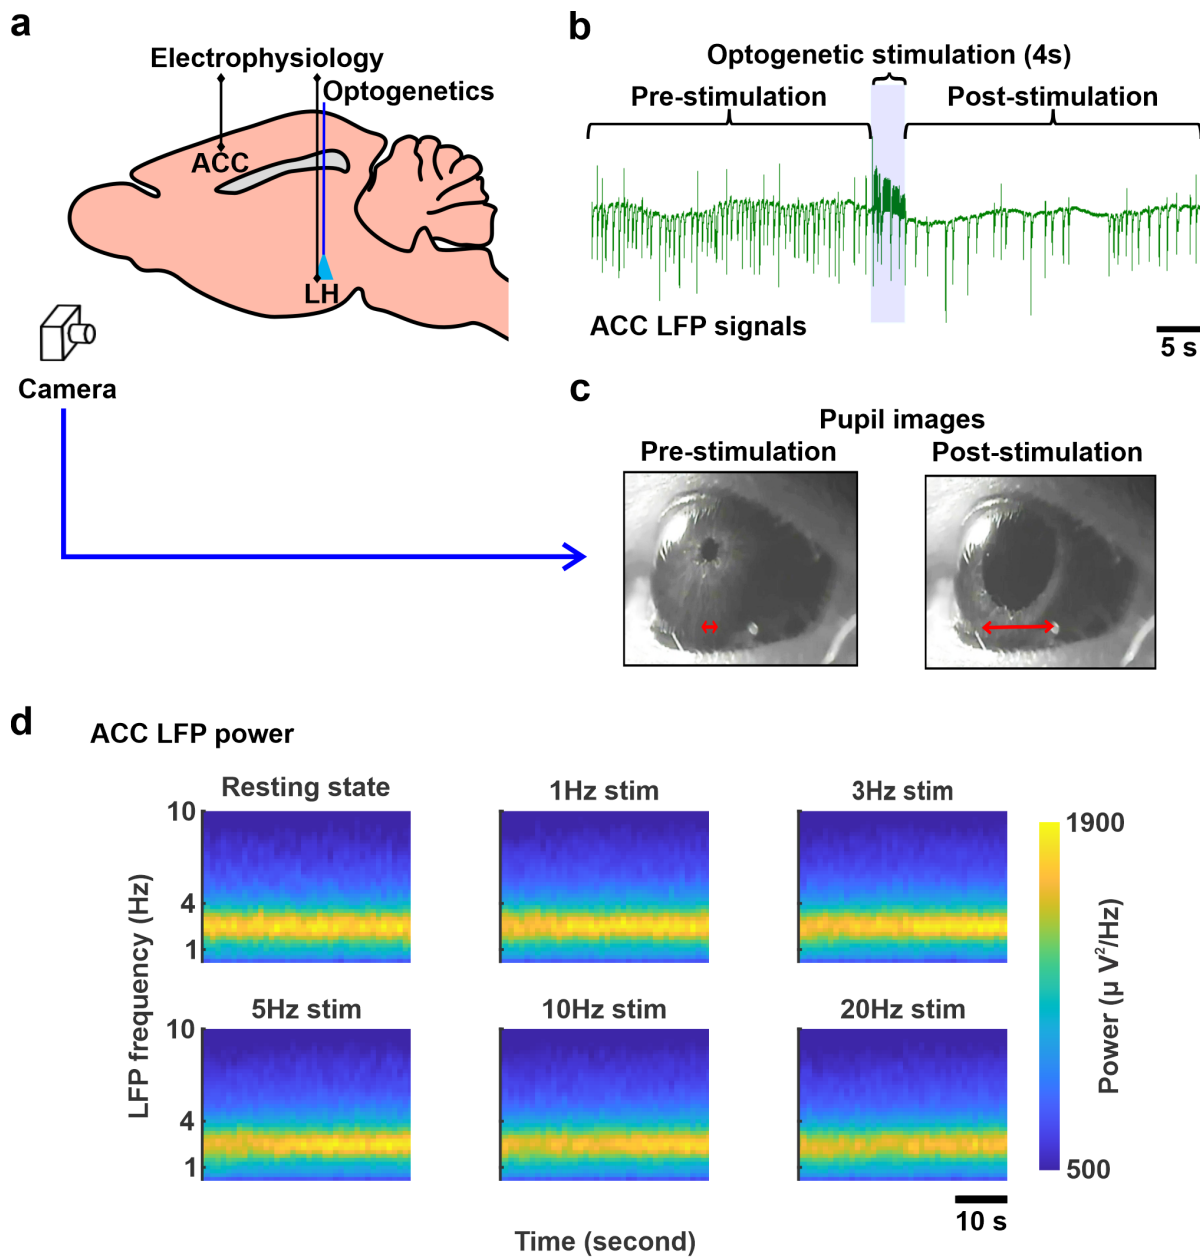 a
Electrophysiology
Optogenetics
ACC
LH
Camera
b
Optogenetic stimulation (4s)
Pre-stimulation
Post-stimulation
ACC LFP signals
5 s
c
Pupil images
Pre-stimulation
Post-stimulation
d
ACC LFP power
Resting state
1Hz stim
3Hz stim
10
4
1
5Hz stim
10Hz stim
20Hz stim
10
4
1
LFP frequency (Hz)
Time (second)
1900
500
Power (μ V²/Hz)
10 s